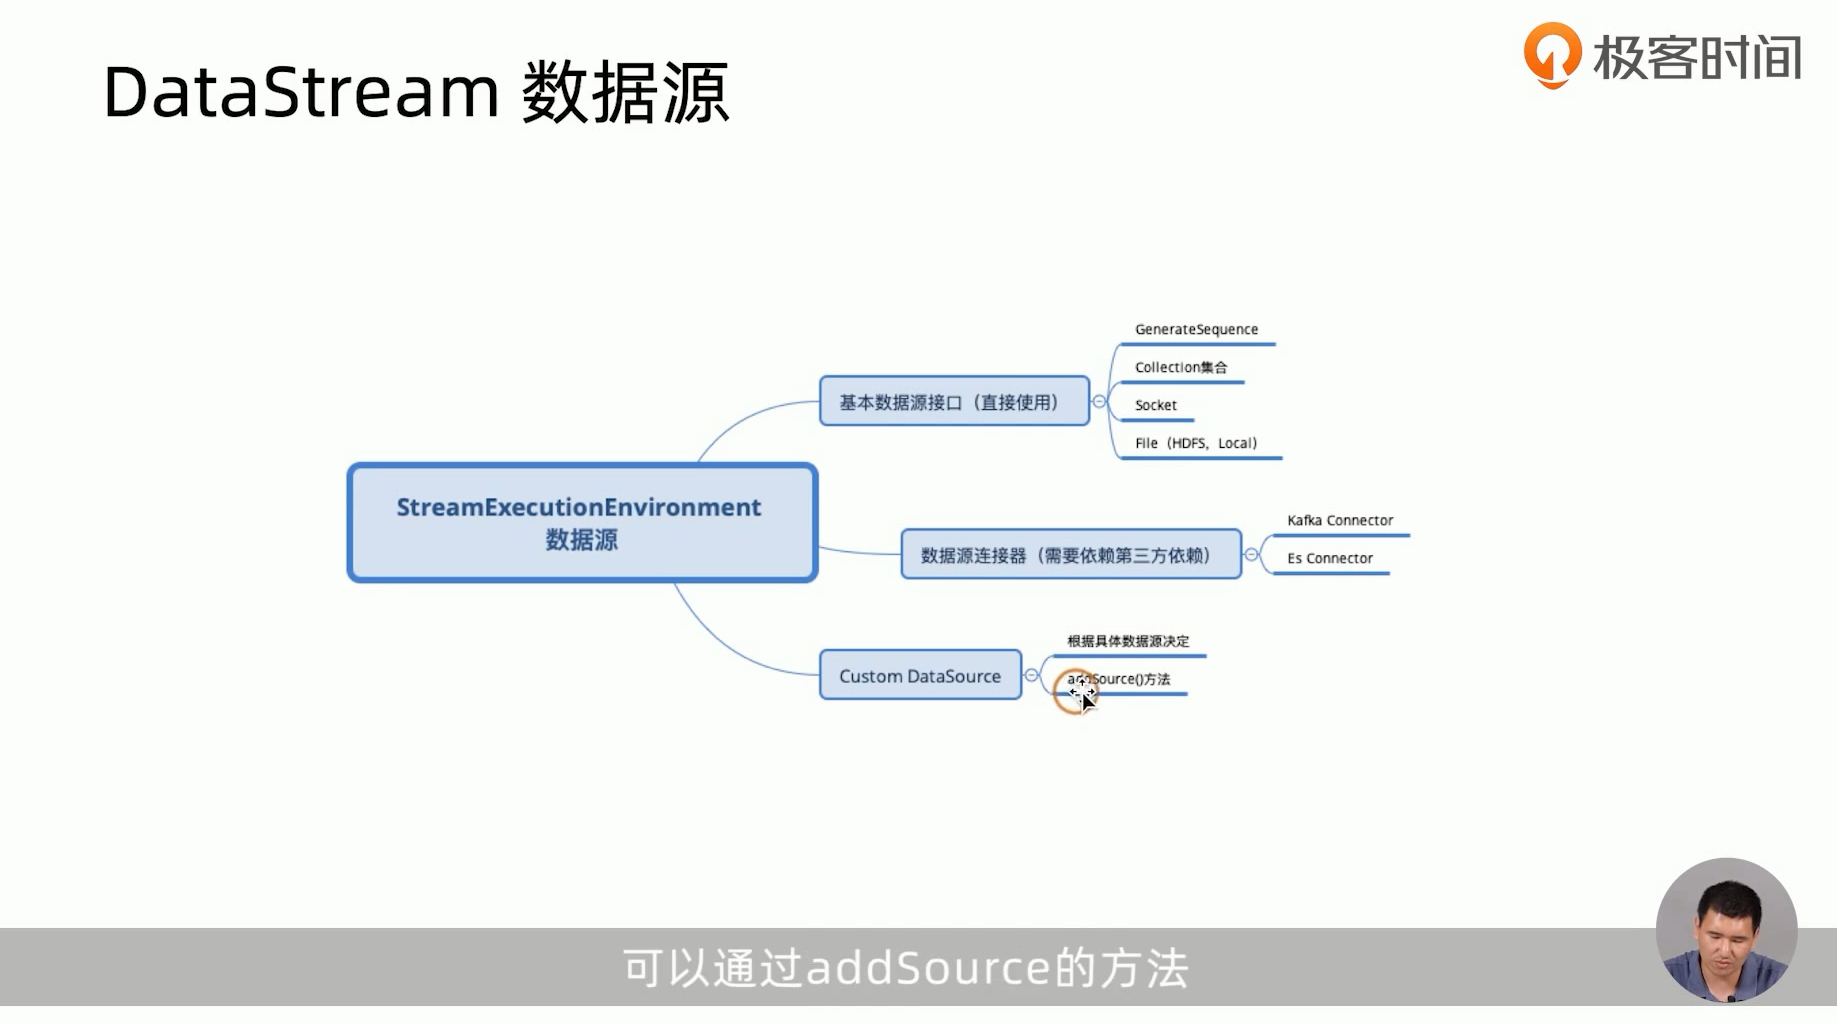 DataStream 数据源
极客时间
GenerateSequence
Collection集合
基本数据源接口（直接使用）
Socket
File（HDFS，Local）
StreamExecutionEnvironment
数据源
Kafka Connector
数据源连接器（需要依赖第三方依赖）
Es Connector
根据具体数据源决定
Custom DataSource
addSource()方法
可以通过addSource的方法